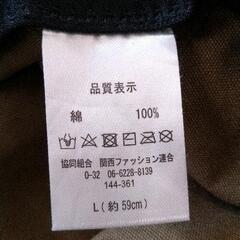 品質表示
綿 100%
協同組合 関西ファッション連合
0-32 06-6228-8139
144-361
L(約59cm)